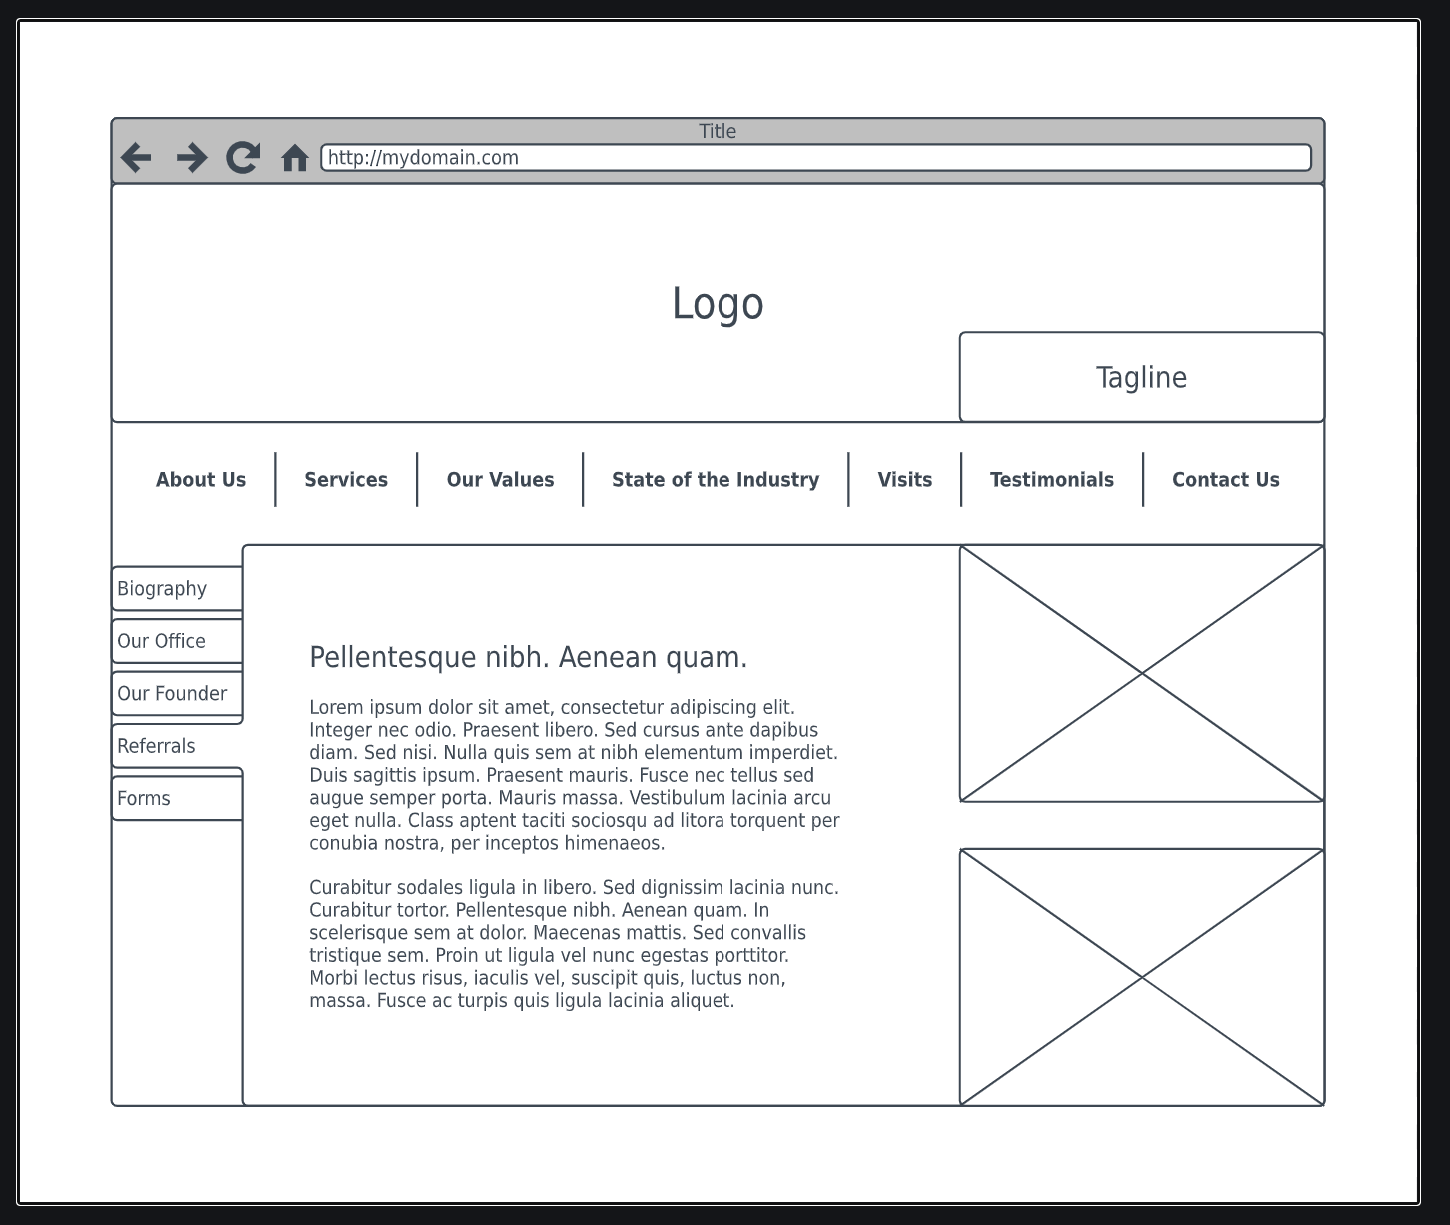 Title
http://mydomain.com
Logo
Tagline
About Us
Services
Our Values
State of the Industry
Visits
Testimonials
Contact Us
Biography
Our Office
Our Founder
Referrals
Forms
Pellentesque nibh. Aenean quam.
Lorem ipsum dolor sit amet, consectetur adipiscing elit.
Integer nec odio. Praesent libero. Sed cursus ante dapibus
diam. Sed nisi. Nulla quis sem at nibh elementum imperdiet.
Duis sagittis ipsum. Praesent mauris. Fusce nec tellus sed
augue semper porta. Mauris massa. Vestibulum lacinia arcu
eget nulla. Class aptent taciti sociosqu ad litora torquent per
conubia nostra, per inceptos himenaeos.
Curabitur sodales ligula in libero. Sed dignissim lacinia nunc.
Curabitur tortor. Pellentesque nibh. Aenean quam. In
scelerisque sem at dolor. Maecenas mattis. Sed convallis
tristique sem. Proin ut ligula vel nunc egestas porttitor.
Morbi lectus risus, iaculis vel, suscipit quis, luctus non,
massa. Fusce ac turpis quis ligula lacinia aliquet.